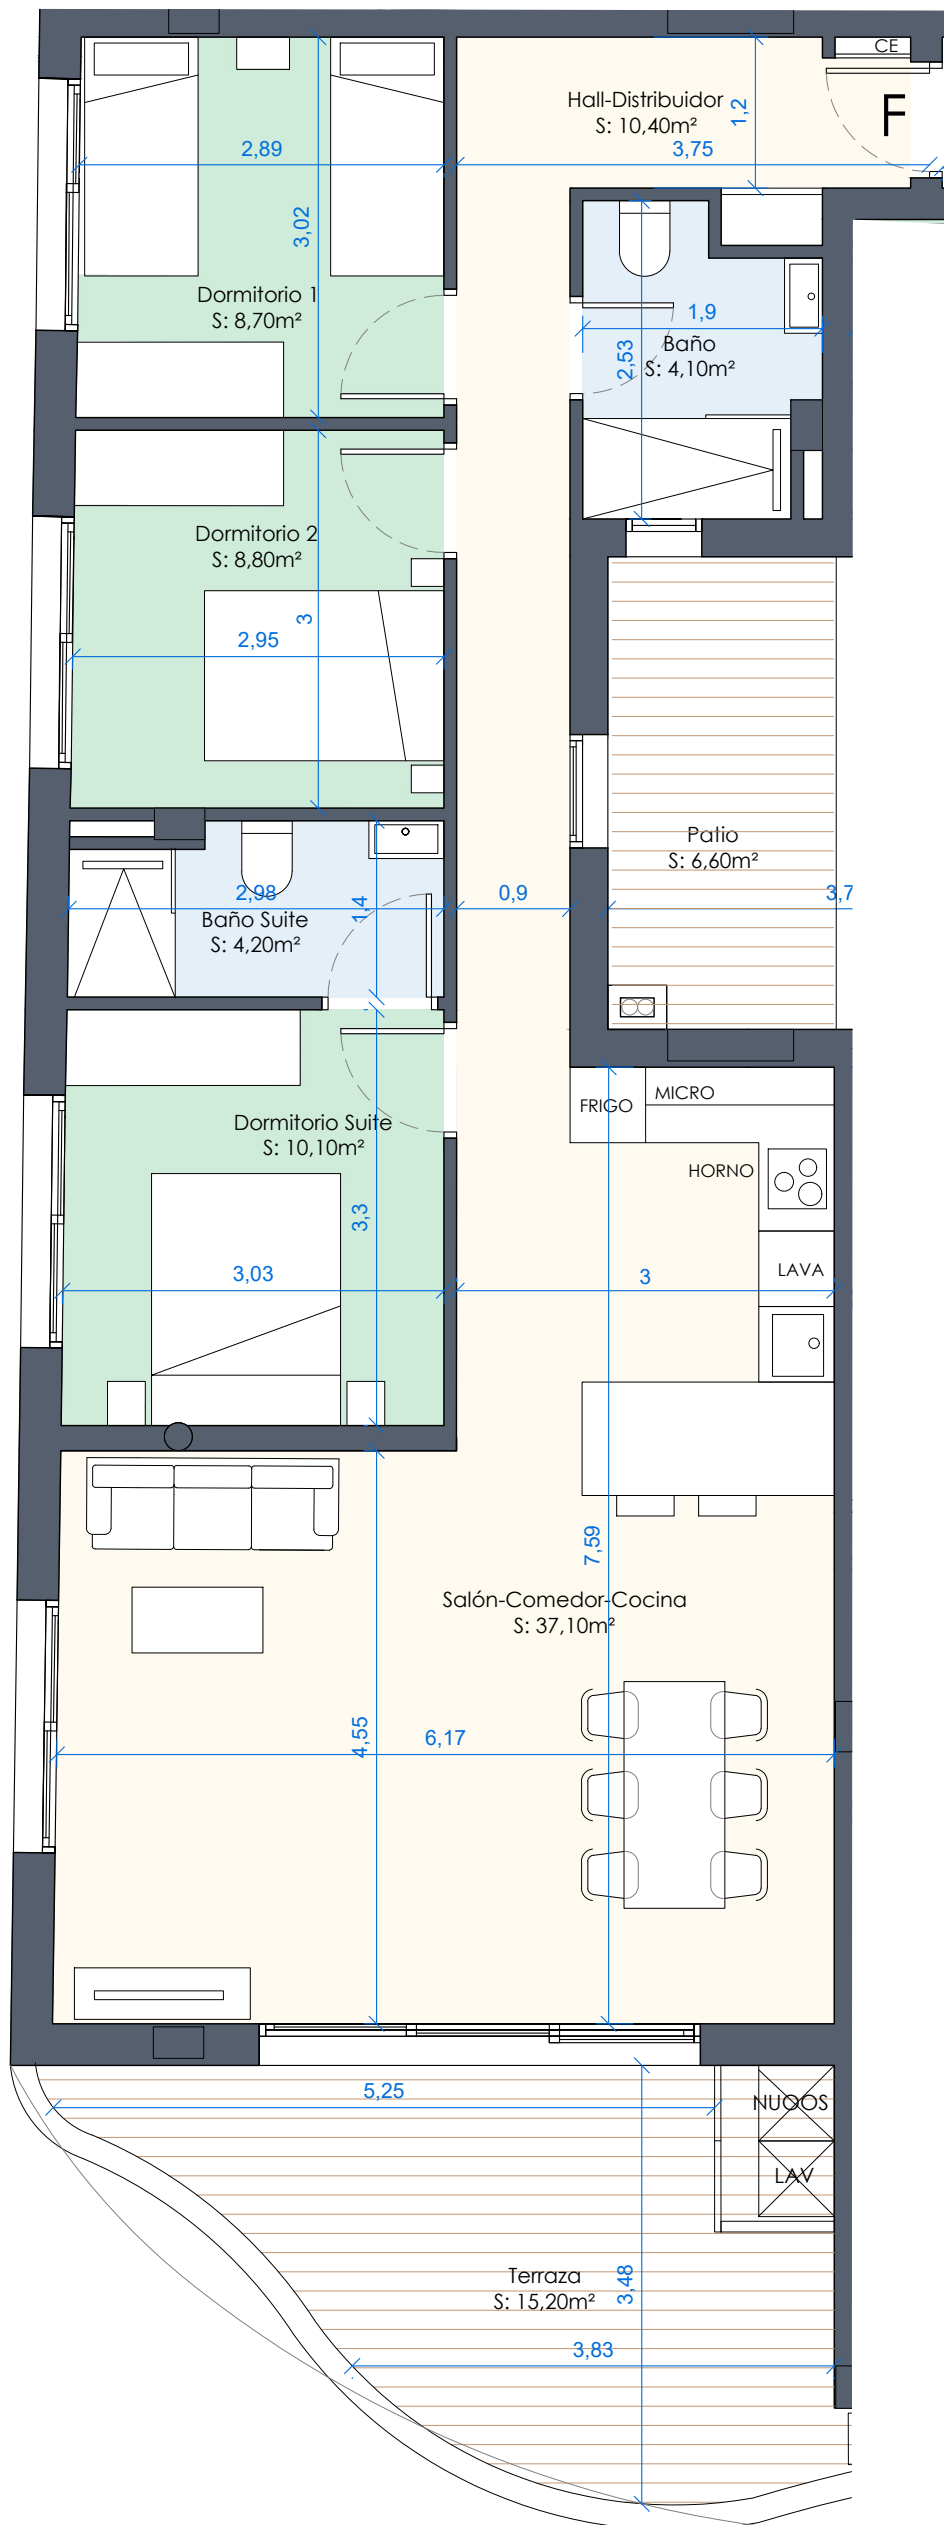 CE
Hall-Distribuidor
S: 10,40m²
1,2
F
2,89
3,75
3,02
Dormitorio 1
S: 8,70m²
1,9
Baño
S: 4,10m²
2,53
Dormitorio 2
S: 8,80m²
3
2,95
Patio
S: 6,60m²
2,98
1,4
0,9
3,7
Baño Suite
S: 4,20m²
FRIGO
MICRO
Dormitorio Suite
S: 10,10m²
HORNO
3,3
LAVA
3,03
3
7,59
Salón-Comedor-Cocina
S: 37,10m²
4,55
6,17
5,25
NUOOS
LAV
Terraza
S: 15,20m²
3,48
3,83